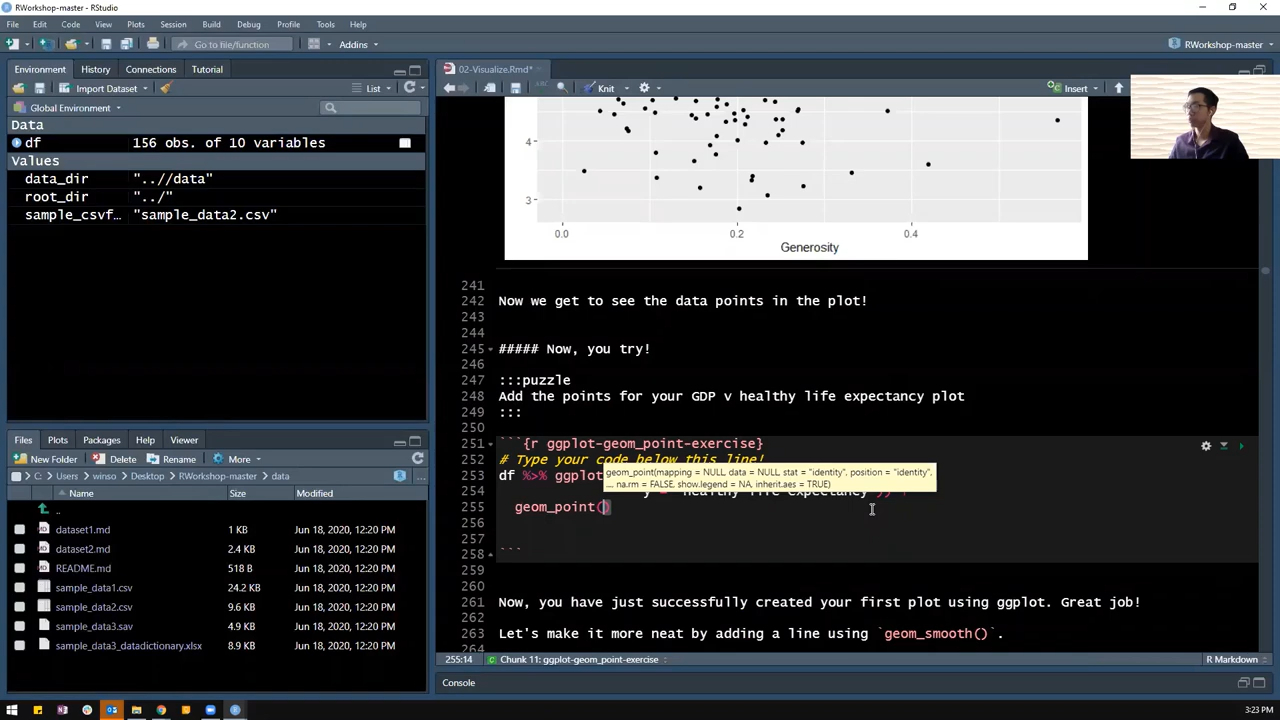 RWorkshop-master - RStudio
File Edit Code View Plots Session Build Debug Profile Tools Help
Go to file/function Addins RWorkshop-master
Environment History Connections Tutorial
Import Dataset List
Global Environment
Data
df 156 obs. of 10 variables
Values
data_dir "..//data"
root_dir "../"
sample_csvf… "sample_data2.csv"
Files Plots Packages Help Viewer
New Folder Delete Rename More
C: Users winso Desktop RWorkshop-master data
Name Size Modified
..
dataset1.md 1 KB Jun 18, 2020, 12:20 PM
dataset2.md 2.4 KB Jun 18, 2020, 12:20 PM
README.md 518 B Jun 18, 2020, 12:20 PM
sample_data1.csv 24.2 KB Jun 18, 2020, 12:20 PM
sample_data2.csv 9.6 KB Jun 18, 2020, 12:20 PM
sample_data3.sav 4.9 KB Jun 18, 2020, 12:20 PM
sample_data3_datadictionary.xlsx 8.9 KB Jun 18, 2020, 12:20 PM
02-Visualize.Rmd*
Knit Insert
4
3
0.0 0.2 0.4
Generosity
241
242 Now we get to see the data points in the plot!
243
244
245 ##### Now, you try!
246
247 :::puzzle
248 Add the points for your GDP v healthy life expectancy plot
249 :::
250
251 ```{r ggplot-geom_point-exercise}
252 # Type your code below this line!
geom_point(mapping = NULL, data = NULL, stat = "identity", position = "identity",
..., na.rm = FALSE, show.legend = NA, inherit.aes = TRUE)
253 df %>% ggplot
254 y = healthy life expectancy
255 geom_point()
256
257
258 ```
259
260
261 Now, you have just successfully created your first plot using ggplot. Great job!
262
263 Let's make it more neat by adding a line using `geom_smooth()`.
264
255:14 Chunk 11: ggplot-geom_point-exercise R Markdown
Console
3:23 PM